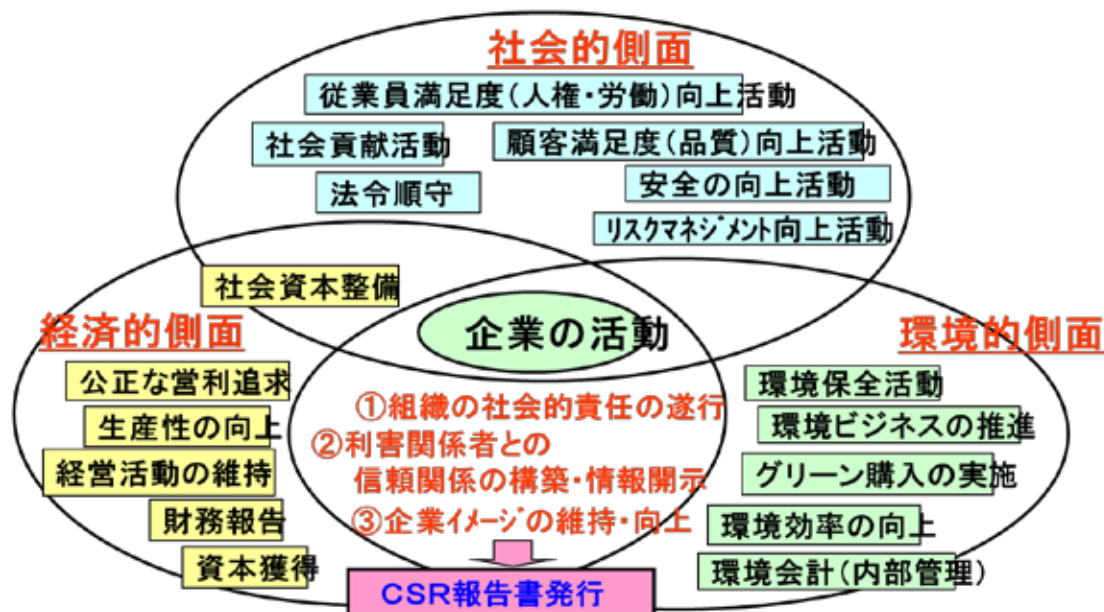 社会的側面
従業員満足度(人権・労働)向上活動
社会貢献活動
顧客満足度(品質)向上活動
法令順守
安全の向上活動
リスクマネジメント向上活動
社会資本整備
企業の活動
経済的側面
公正な営利追求
生産性の向上
経営活動の維持
財務報告
資本獲得
環境的側面
環境保全活動
環境ビジネスの推進
グリーン購入の実施
環境効率の向上
環境会計(内部管理)
①組織の社会的責任の遂行
②利害関係者との
信頼関係の構築・情報開示
③企業イメージの維持・向上
CSR報告書発行